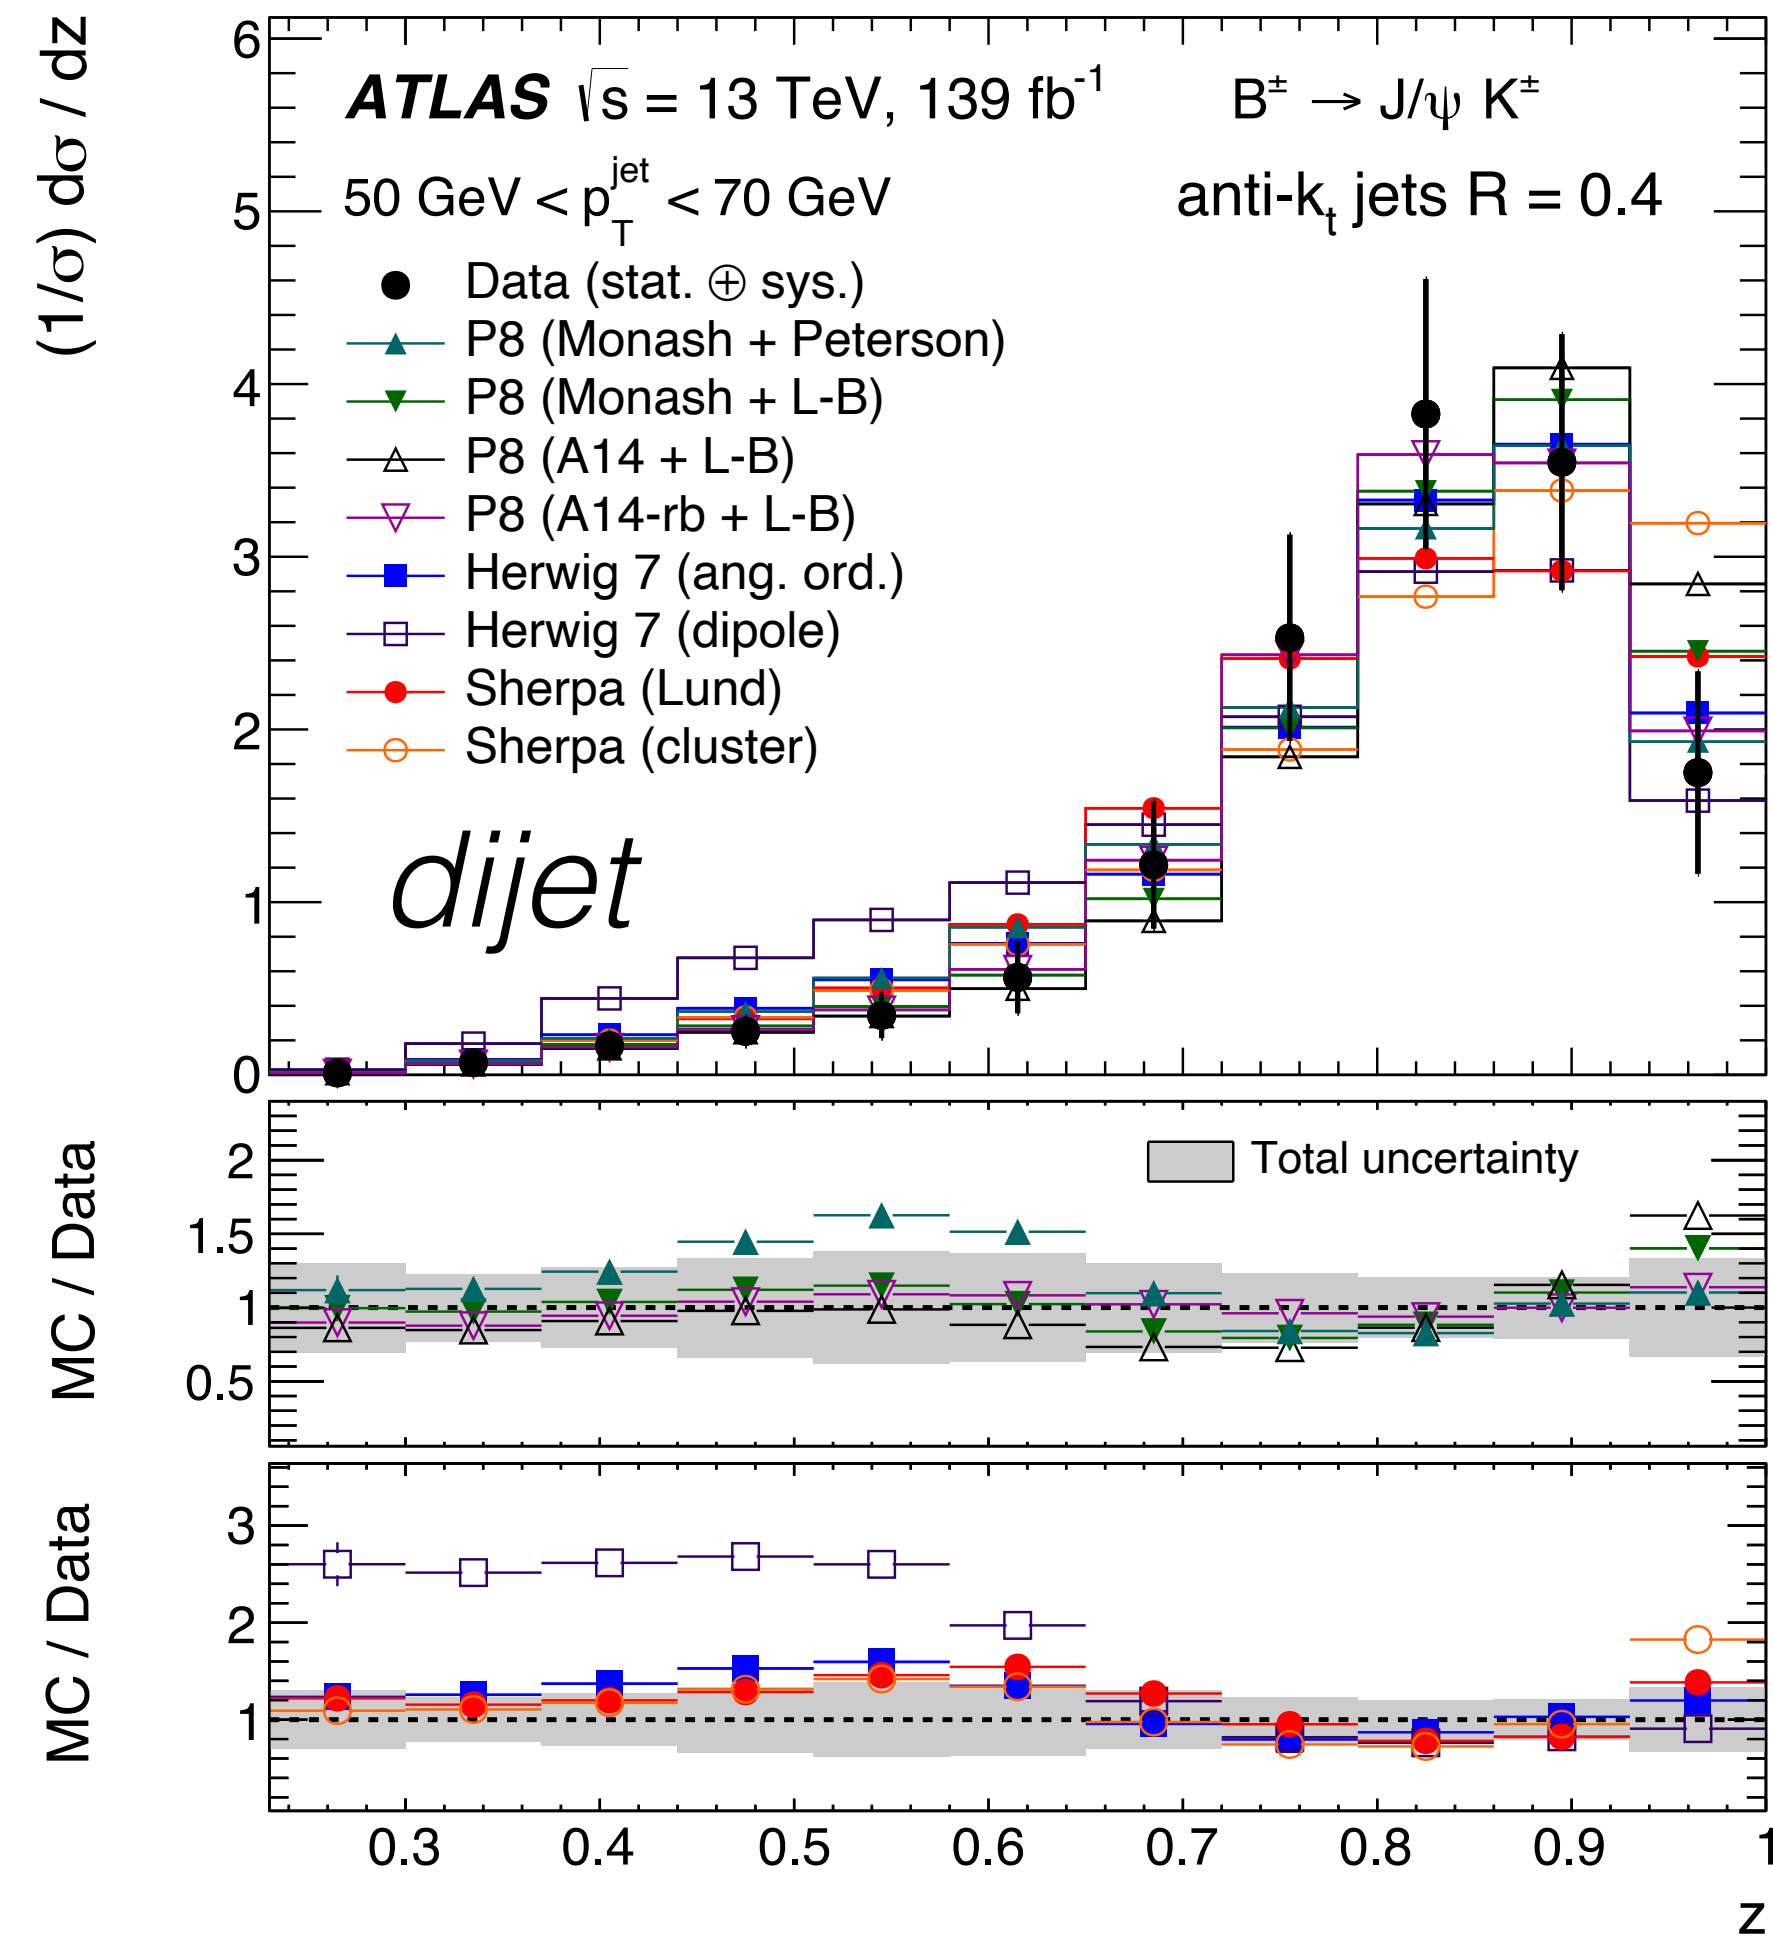 (1/σ) dσ / dz
6
5
4
3
2
1
0
ATLAS √s = 13 TeV, 139 fb⁻¹
B± → J/ψ K±
50 GeV < p_T^jet < 70 GeV
anti-k_t jets R = 0.4
Data (stat. ⊕ sys.)
P8 (Monash + Peterson)
P8 (Monash + L-B)
P8 (A14 + L-B)
P8 (A14-rb + L-B)
Herwig 7 (ang. ord.)
Herwig 7 (dipole)
Sherpa (Lund)
Sherpa (cluster)
dijet
MC / Data
2
1.5
1
0.5
Total uncertainty
MC / Data
3
2
1
0.3 0.4 0.5 0.6 0.7 0.8 0.9 1
z